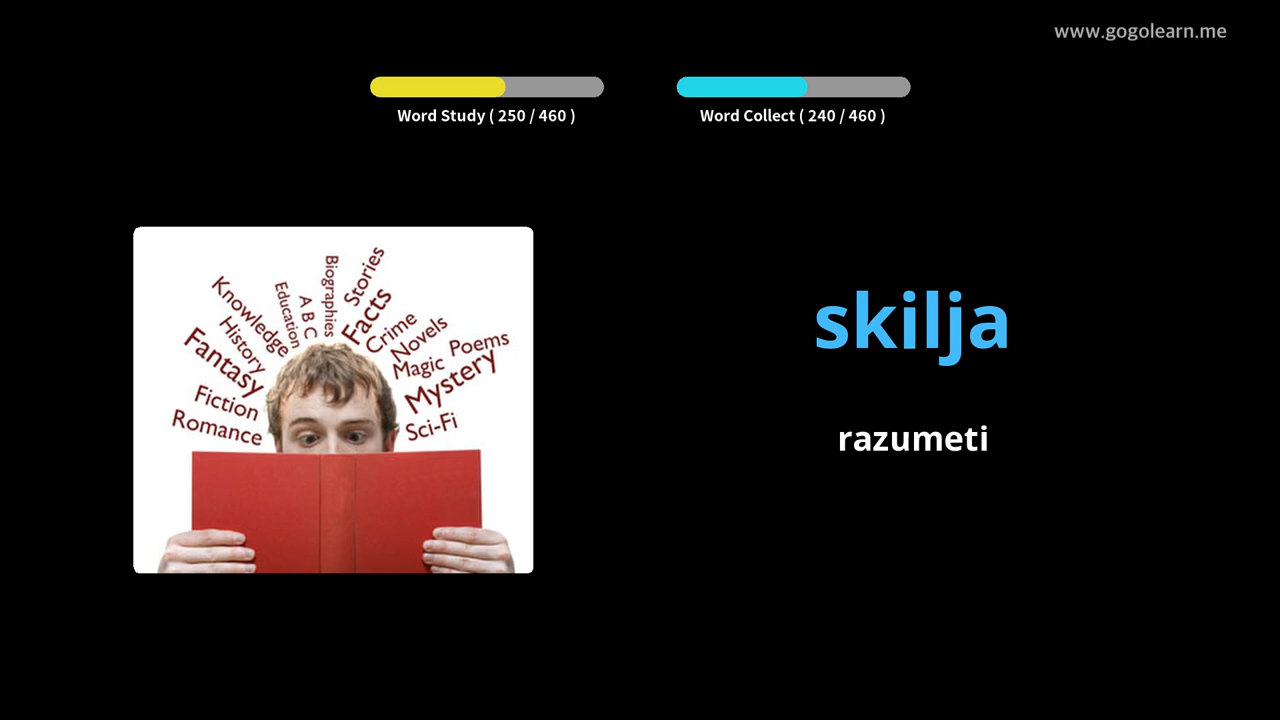 www.gogolearn.me
Word Study ( 250 / 460 )
Word Collect ( 240 / 460 )
Stories
Biographies
Facts
A B C
Education
Knowledge
Crime
History
Novels
Poems
Fantasy
Magic
Mystery
Fiction
Romance
Sci-Fi
skilja
razumeti